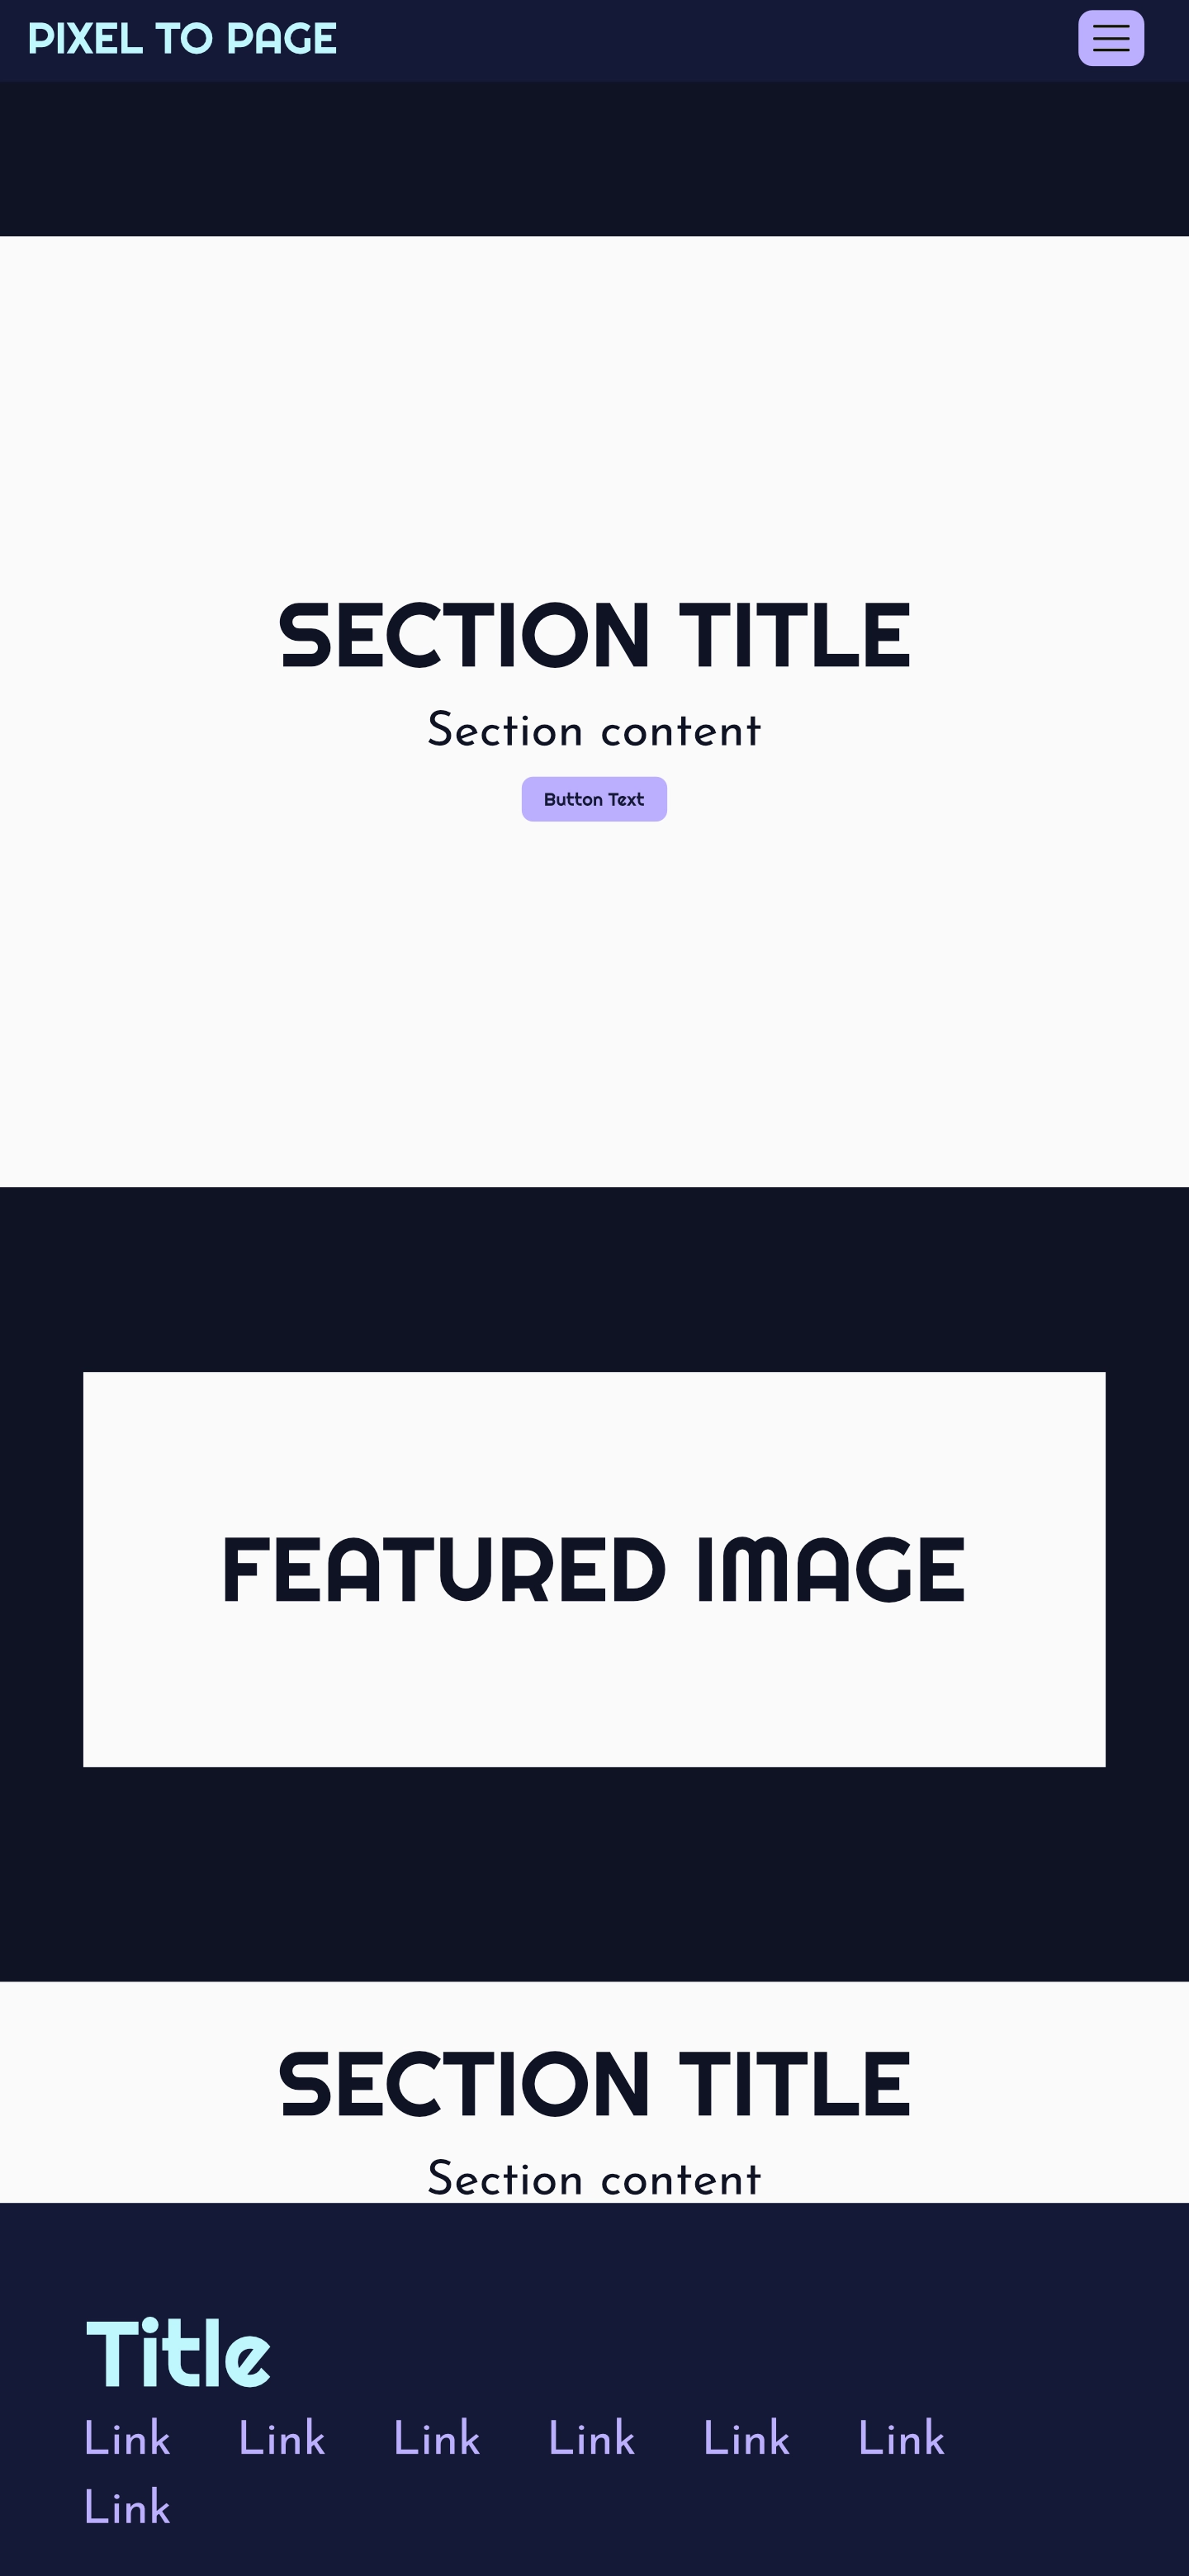 PIXEL TO PAGE
SECTION TITLE
Section content
Button Text
FEATURED IMAGE
SECTION TITLE
Section content
Title
Link Link Link Link Link Link
Link